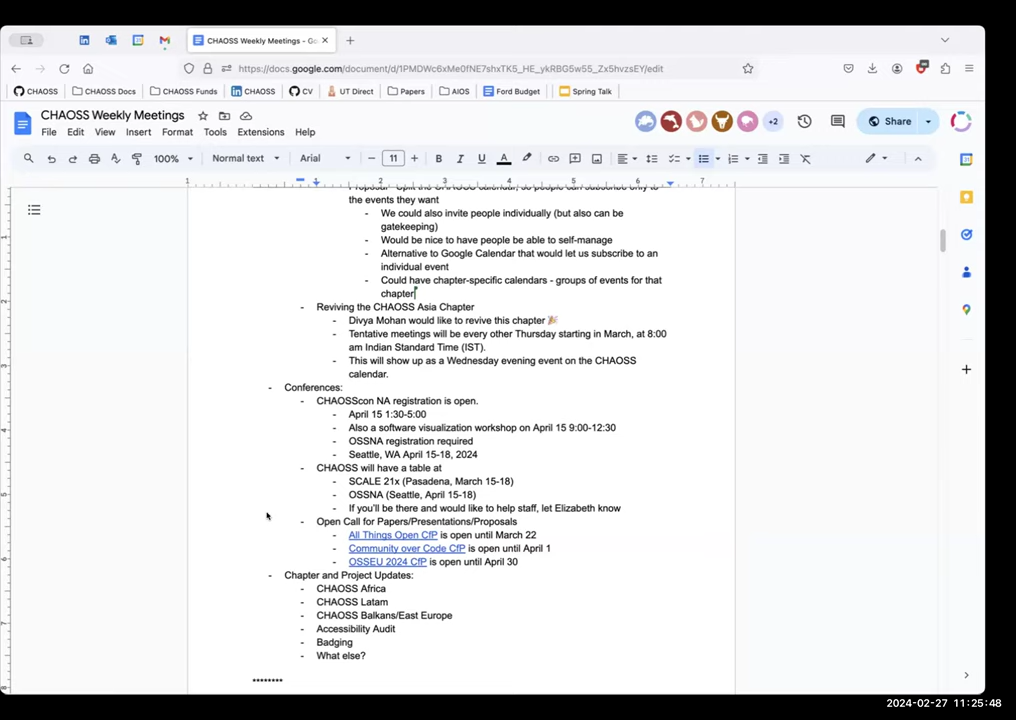 CHAOSS Weekly Meetings - Go
https://docs.google.com/document/d/1PMDWc6xMe0fNE7shxTK5_HE_ykRBG5w55_Zx5hvzsEY/edit
CHAOSS CHAOSS Docs CHAOSS Funds CHAOSS CV UT Direct Papers AIOS Ford Budget Spring Talk
CHAOSS Weekly Meetings
+2
Share
File Edit View Insert Format Tools Extensions Help
100% Normal text Arial − 11 + B I U A
1 2 3 4 5 6 7
the events they want
- We could also invite people individually (but also can be
gatekeeping)
- Would be nice to have people be able to self-manage
- Alternative to Google Calendar that would let us subscribe to an
individual event
- Could have chapter-specific calendars - groups of events for that
chapter
- Reviving the CHAOSS Asia Chapter
- Divya Mohan would like to revive this chapter 🎉
- Tentative meetings will be every other Thursday starting in March, at 8:00
am Indian Standard Time (IST).
- This will show up as a Wednesday evening event on the CHAOSS
calendar.
- Conferences:
- CHAOSScon NA registration is open.
- April 15 1:30-5:00
- Also a software visualization workshop on April 15 9:00-12:30
- OSSNA registration required
- Seattle, WA April 15-18, 2024
- CHAOSS will have a table at
- SCALE 21x (Pasadena, March 15-18)
- OSSNA (Seattle, April 15-18)
- If you'll be there and would like to help staff, let Elizabeth know
- Open Call for Papers/Presentations/Proposals
- All Things Open CfP is open until March 22
- Community over Code CfP is open until April 1
- OSSEU 2024 CfP is open until April 30
- Chapter and Project Updates:
- CHAOSS Africa
- CHAOSS Latam
- CHAOSS Balkans/East Europe
- Accessibility Audit
- Badging
- What else?
********
2024-02-27 11:25:48